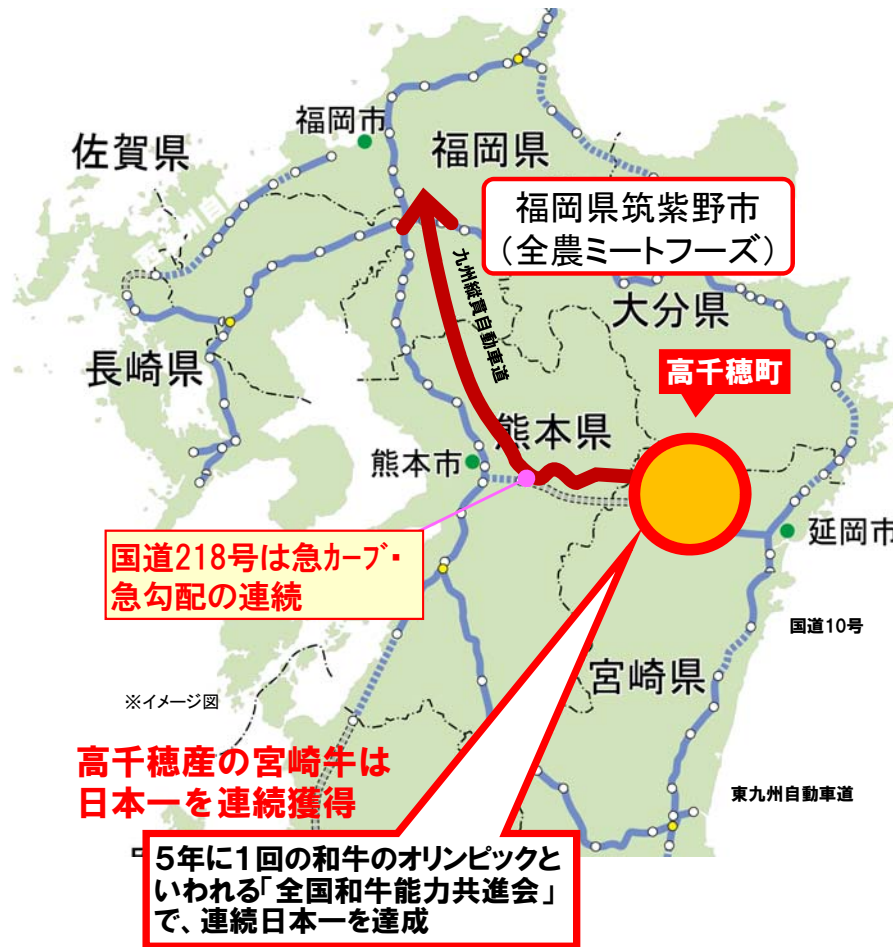 福岡市
佐賀県
福岡県
福岡県筑紫野市
(全農ミートフーズ)
九州縦貫自動車道
大分県
長崎県
高千穂町
熊本県
熊本市
国道218号は急カーブ・
急勾配の連続
延岡市
国道10号
宮崎県
※イメージ図
高千穂産の宮崎牛は
日本一を連続獲得
東九州自動車道
5年に1回の和牛のオリンピックと
いわれる「全国和牛能力共進会」
で、連続日本一を達成